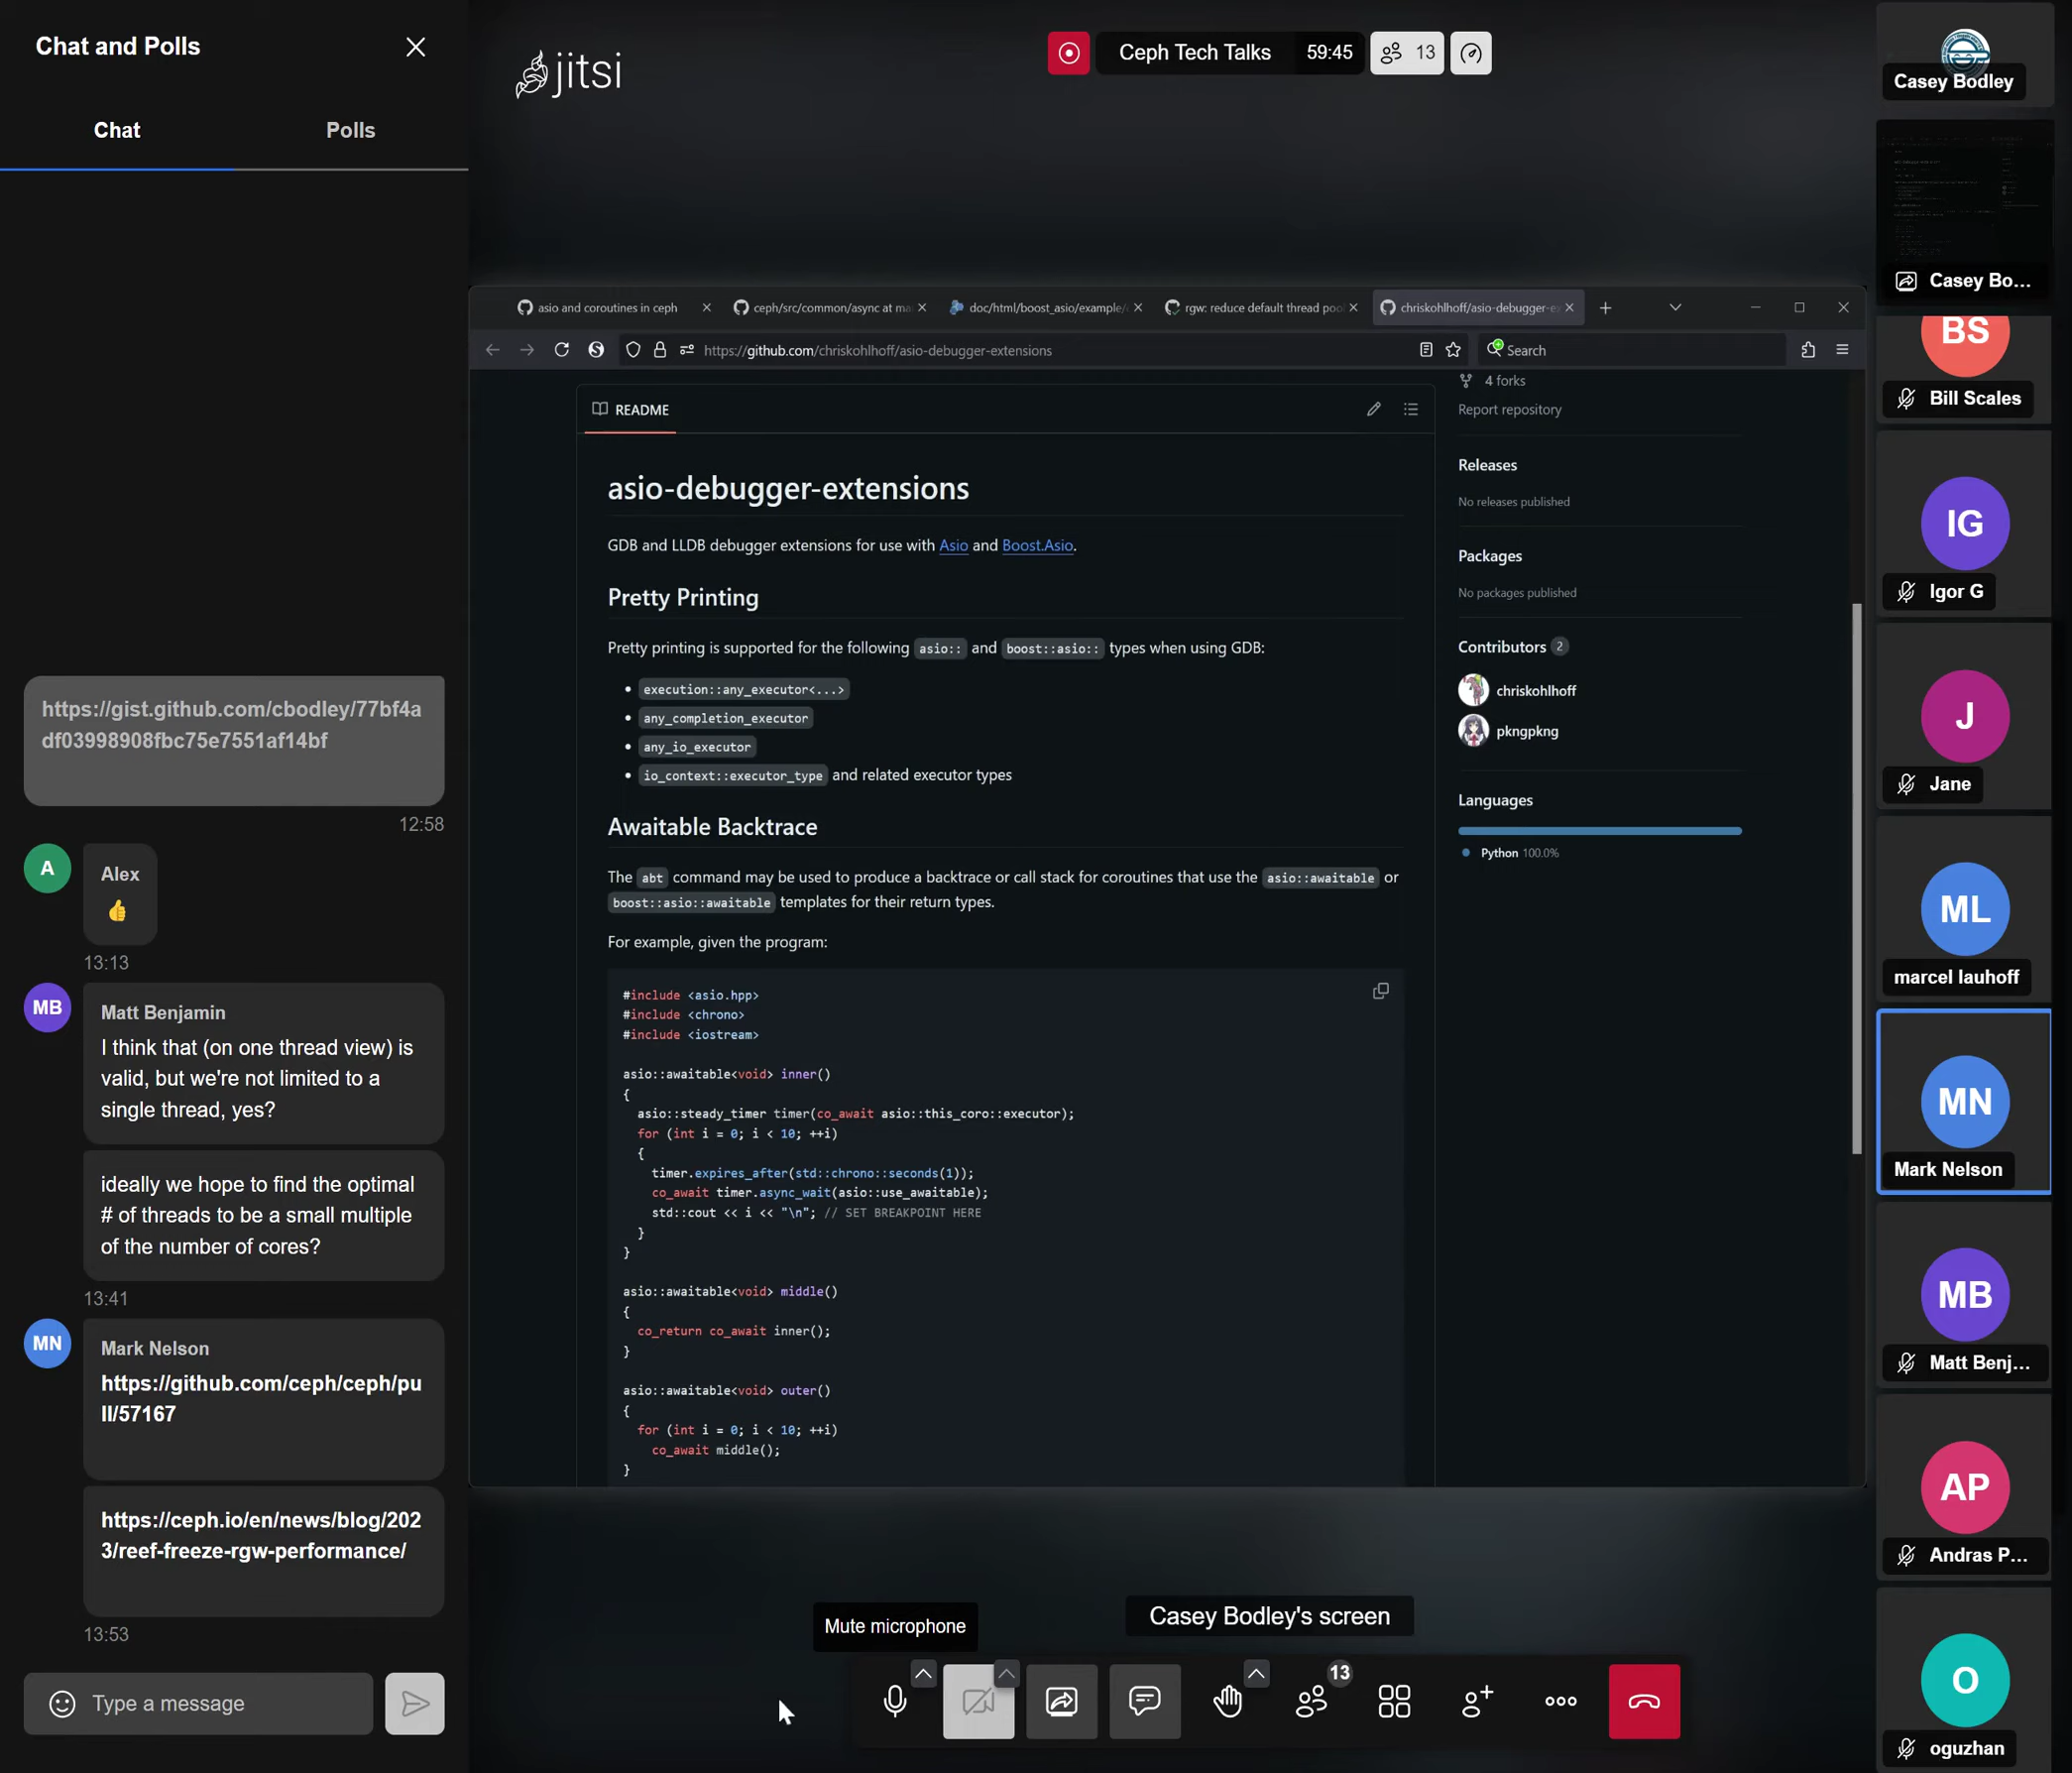 Chat and Polls
Chat
Polls
https://gist.github.com/cbodley/77bf4a
df03998908fbc75e7551af14bf
12:58
A
Alex
👍
13:13
MB
Matt Benjamin
I think that (on one thread view) is
valid, but we're not limited to a
single thread, yes?
ideally we hope to find the optimal
# of threads to be a small multiple
of the number of cores?
13:41
MN
Mark Nelson
https://github.com/ceph/ceph/pu
ll/57167
https://ceph.io/en/news/blog/202
3/reef-freeze-rgw-performance/
13:53
Type a message
jitsi
Ceph Tech Talks 59:45 13
asio and coroutines in ceph
ceph/src/common/async at ma
doc/html/boost_asio/example/
rgw: reduce default thread poo
chriskohlhoff/asio-debugger-e
https://github.com/chriskohlhoff/asio-debugger-extensions
Search
README
asio-debugger-extensions
GDB and LLDB debugger extensions for use with Asio and Boost.Asio.
Pretty Printing
Pretty printing is supported for the following asio:: and boost::asio:: types when using GDB:
• execution::any_executor<...>
• any_completion_executor
• any_io_executor
• io_context::executor_type and related executor types
Awaitable Backtrace
The abt command may be used to produce a backtrace or call stack for coroutines that use the asio::awaitable or
boost::asio::awaitable templates for their return types.
For example, given the program:
#include <asio.hpp>
#include <chrono>
#include <iostream>
asio::awaitable<void> inner()
{
asio::steady_timer timer(co_await asio::this_coro::executor);
for (int i = 0; i < 10; ++i)
{
timer.expires_after(std::chrono::seconds(1));
co_await timer.async_wait(asio::use_awaitable);
std::cout << i << "\n"; // SET BREAKPOINT HERE
}
}
asio::awaitable<void> middle()
{
co_return co_await inner();
}
asio::awaitable<void> outer()
{
for (int i = 0; i < 10; ++i)
co_await middle();
}
4 forks
Report repository
Releases
No releases published
Packages
No packages published
Contributors 2
chriskohlhoff
pkngpkng
Languages
Python 100.0%
Mute microphone
Casey Bodley's screen
13
Casey Bodley
Casey Bo...
BS
Bill Scales
IG
Igor G
J
Jane
ML
marcel lauhoff
MN
Mark Nelson
MB
Matt Benj...
AP
Andras P...
O
oguzhan